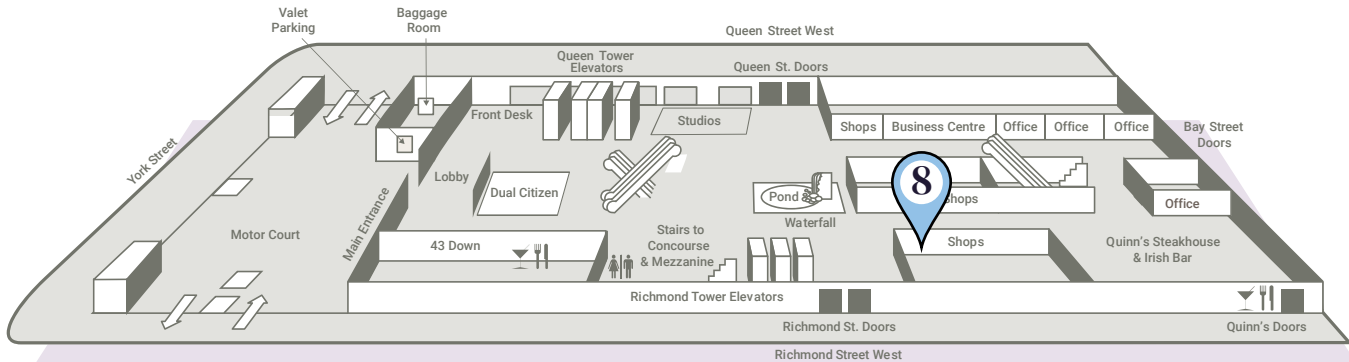 Valet
Parking
Baggage
Room
Queen Street West
Queen Tower
Elevators
Queen St. Doors
Front Desk
Studios
Shops
Business Centre
Office
Office
Office
Bay Street
Doors
York Street
Lobby
Dual Citizen
Main Entrance
8
Pond &
Shops
Office
Waterfall
Motor Court
43 Down
Stairs to
Concourse
& Mezzanine
Shops
Quinn's Steakhouse
& Irish Bar
Richmond Tower Elevators
Richmond St. Doors
Quinn's Doors
Richmond Street West